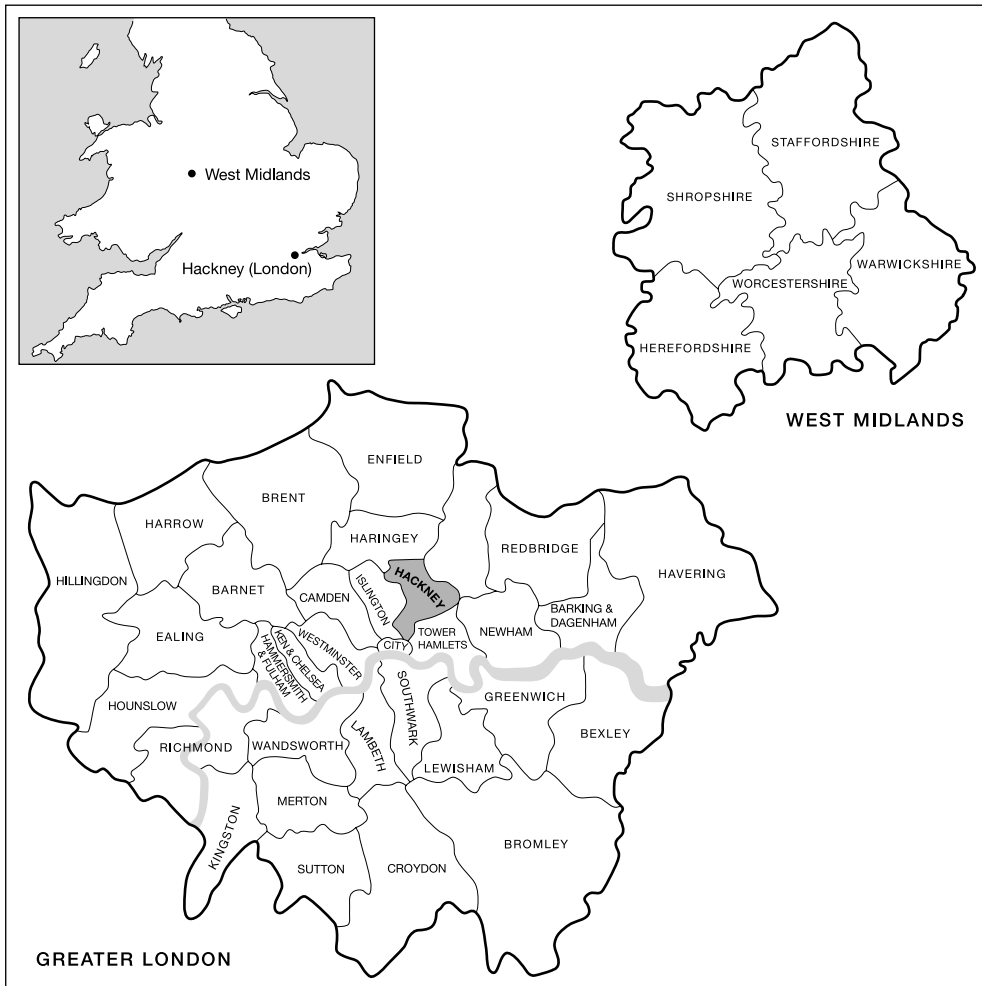 West Midlands
Hackney (London)
STAFFORDSHIRE
SHROPSHIRE
WARWICKSHIRE
WORCESTERSHIRE
HEREFORDSHIRE
WEST MIDLANDS
ENFIELD
BRENT
HARROW
HARINGEY
REDBRIDGE
HAVERING
HILLINGDON
BARNET
CAMDEN
ISLINGTON
HACKNEY
BARKING &
DAGENHAM
EALING
KEN & CHELSEA
HAMMERSMITH
& FULHAM
WESTMINSTER
CITY
TOWER
HAMLETS
NEWHAM
HOUNSLOW
SOUTHWARK
GREENWICH
BEXLEY
RICHMOND
WANDSWORTH
LAMBETH
LEWISHAM
MERTON
KINGSTON
SUTTON
CROYDON
BROMLEY
GREATER LONDON